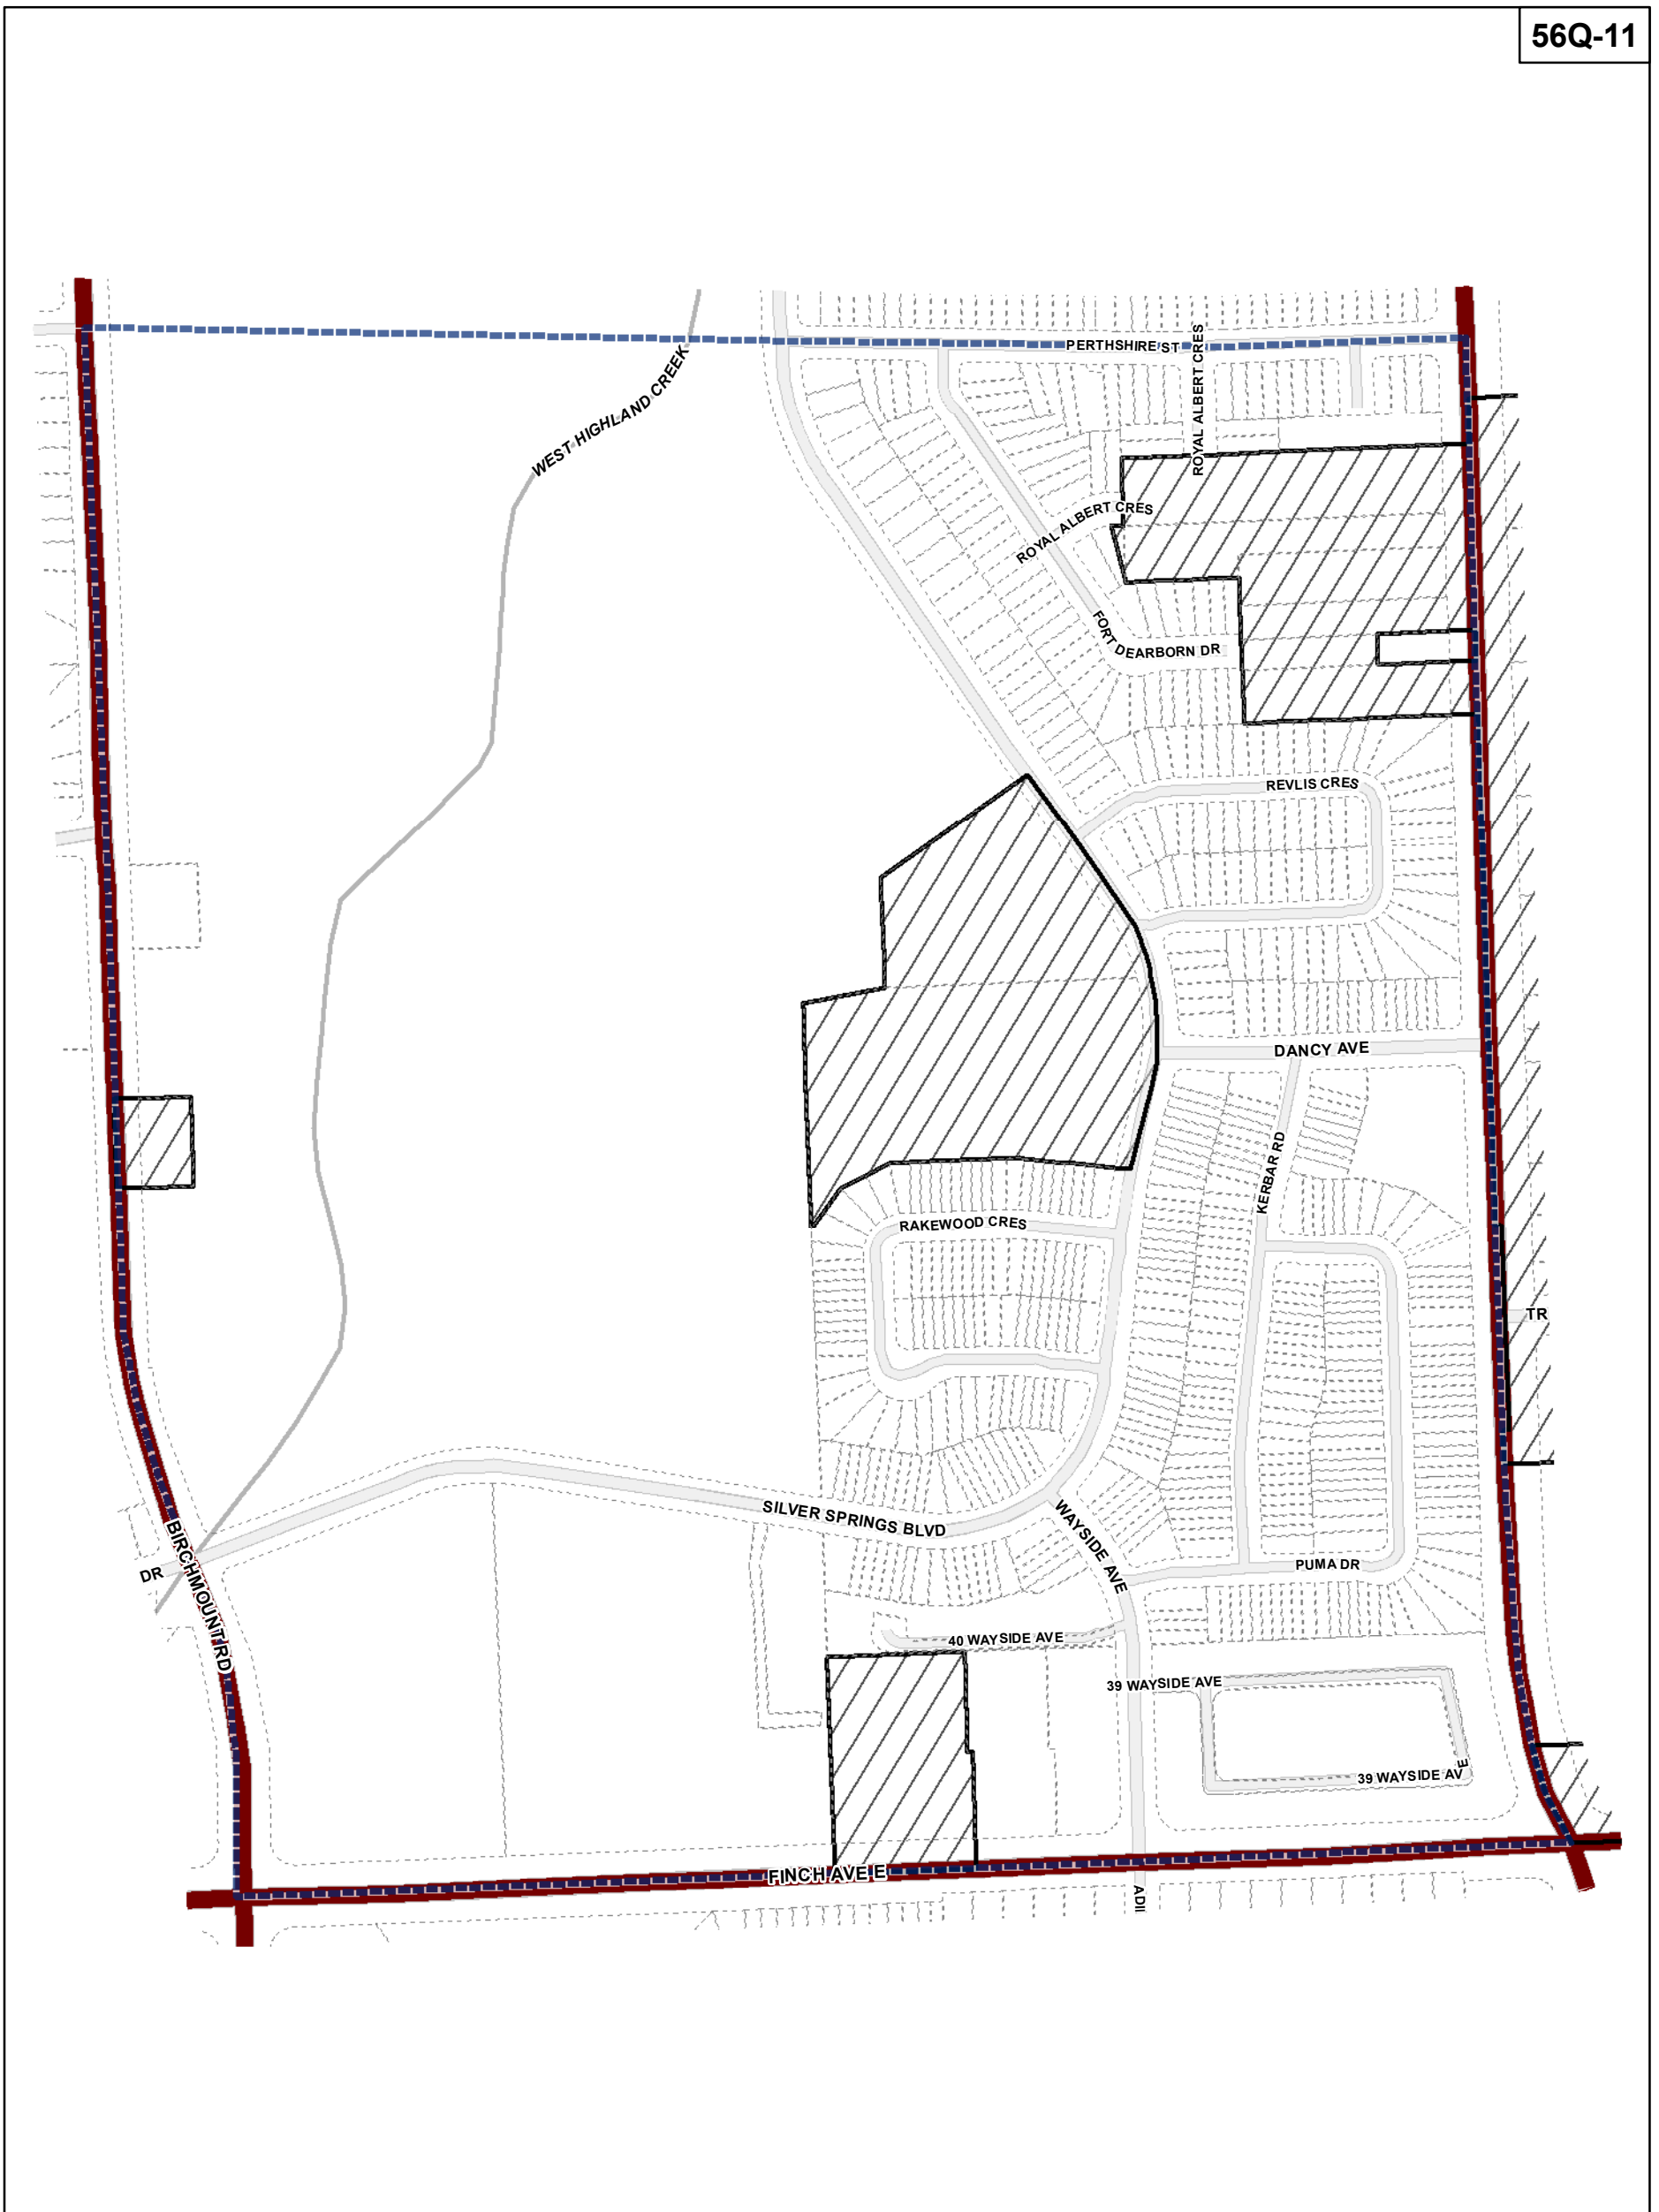 56Q-11
PERTHSHIRE ST
ROYAL ALBERT CRES
WEST HIGHLAND CREEK
ROYAL ALBERT CRES
FORT DEARBORN DR
REVLIS CRES
DANCY AVE
KERBAR RD
RAKEWOOD CRES
TR
SILVER SPRINGS BLVD
WAYSIDE AVE
BIRCHMOUNT RD
DR
PUMA DR
40 WAYSIDE AVE
39 WAYSIDE AVE
39 WAYSIDE AVE
FINCH AVE E